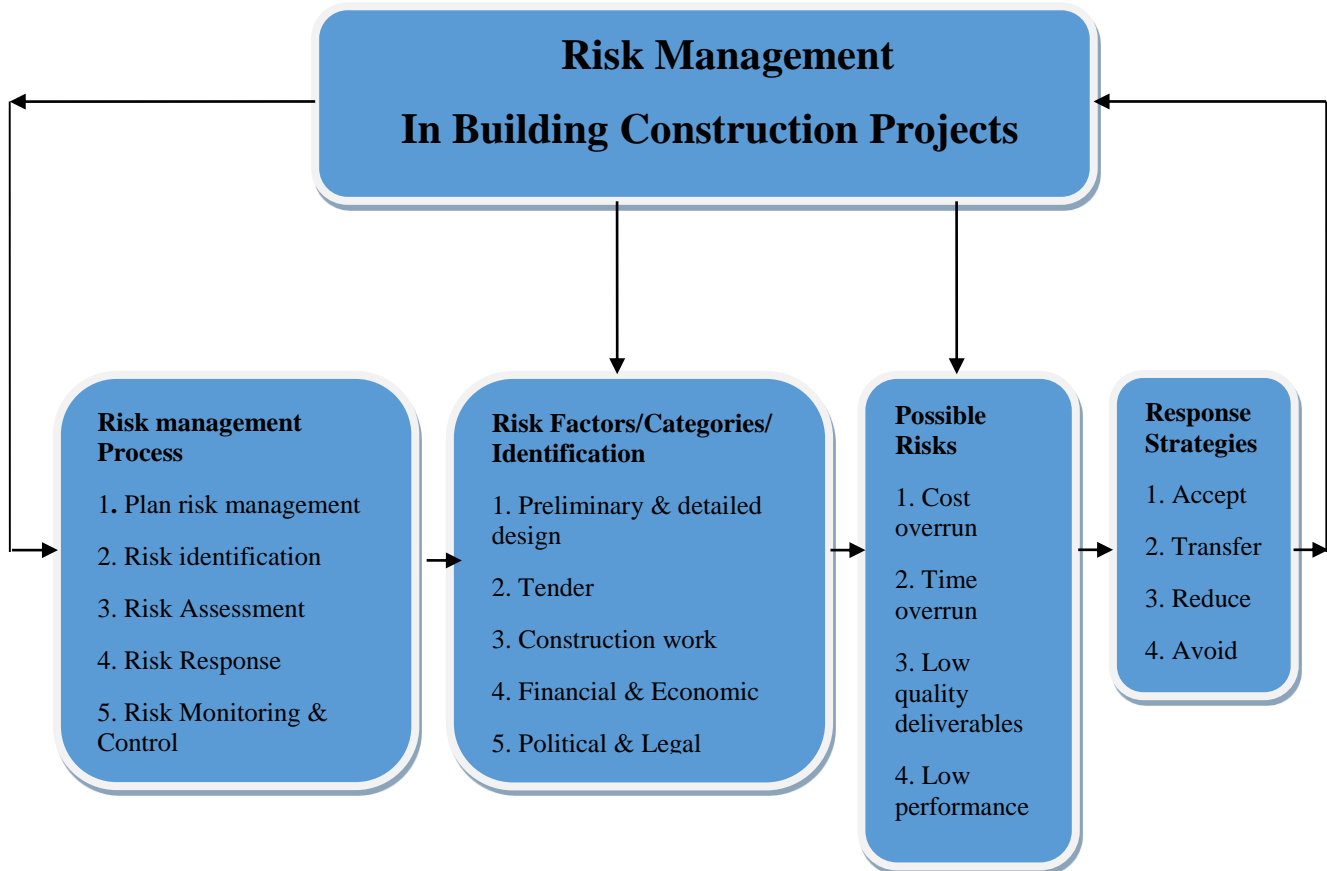 Risk Management
In Building Construction Projects
Risk management
Process
1. Plan risk management
2. Risk identification
3. Risk Assessment
4. Risk Response
5. Risk Monitoring &
Control
Risk Factors/Categories/
Identification
1. Preliminary & detailed
design
2. Tender
3. Construction work
4. Financial & Economic
5. Political & Legal
Possible
Risks
1. Cost
overrun
2. Time
overrun
3. Low
quality
deliverables
4. Low
performance
Response
Strategies
1. Accept
2. Transfer
3. Reduce
4. Avoid